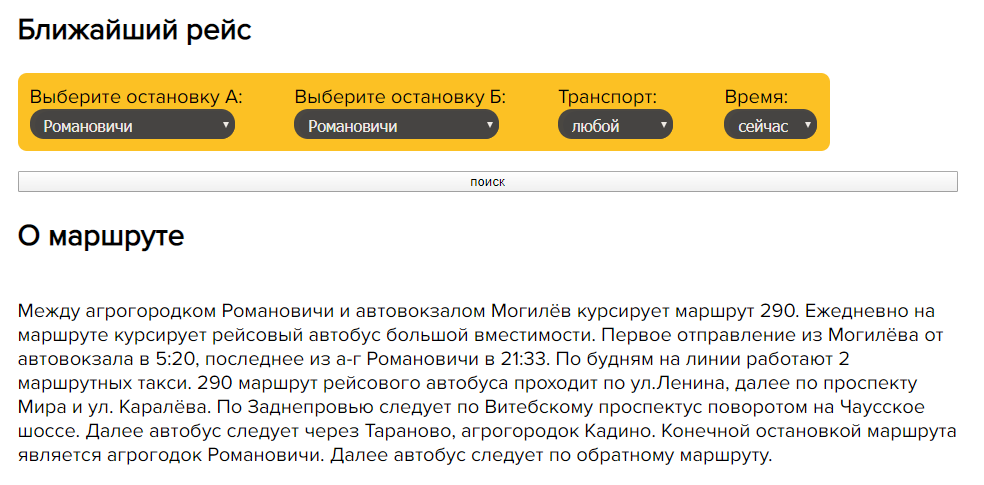 Ближайший рейс
Выберите остановку А: Выберите остановку Б: Транспорт: Время:
Романовичи Романовичи любой сейчас
поиск
О маршруте
Между агрогородком Романовичи и автовокзалом Могилёв курсирует маршрут 290. Ежедневно на
маршруте курсирует рейсовый автобус большой вместимости. Первое отправление из Могилёва от
автовокзала в 5:20, последнее из а-г Романовичи в 21:33. По будням на линии работают 2
маршрутных такси. 290 маршрут рейсового автобуса проходит по ул.Ленина, далее по проспекту
Мира и ул. Каралёва. По Заднепровью следует по Витебскому проспектус поворотом на Чаусское
шоссе. Далее автобус следует через Тараново, агрогородок Кадино. Конечной остановкой маршрута
является агрогодок Романовичи. Далее автобус следует по обратному маршруту.